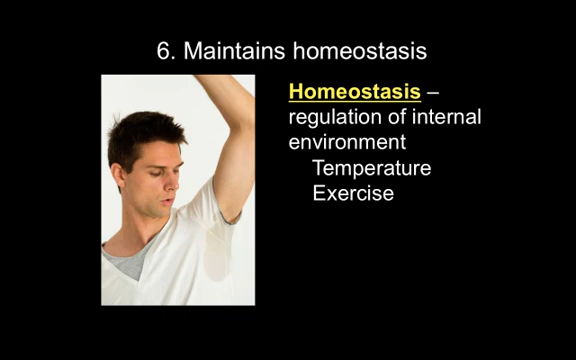 6. Maintains homeostasis
Homeostasis –
regulation of internal
environment
Temperature
Exercise